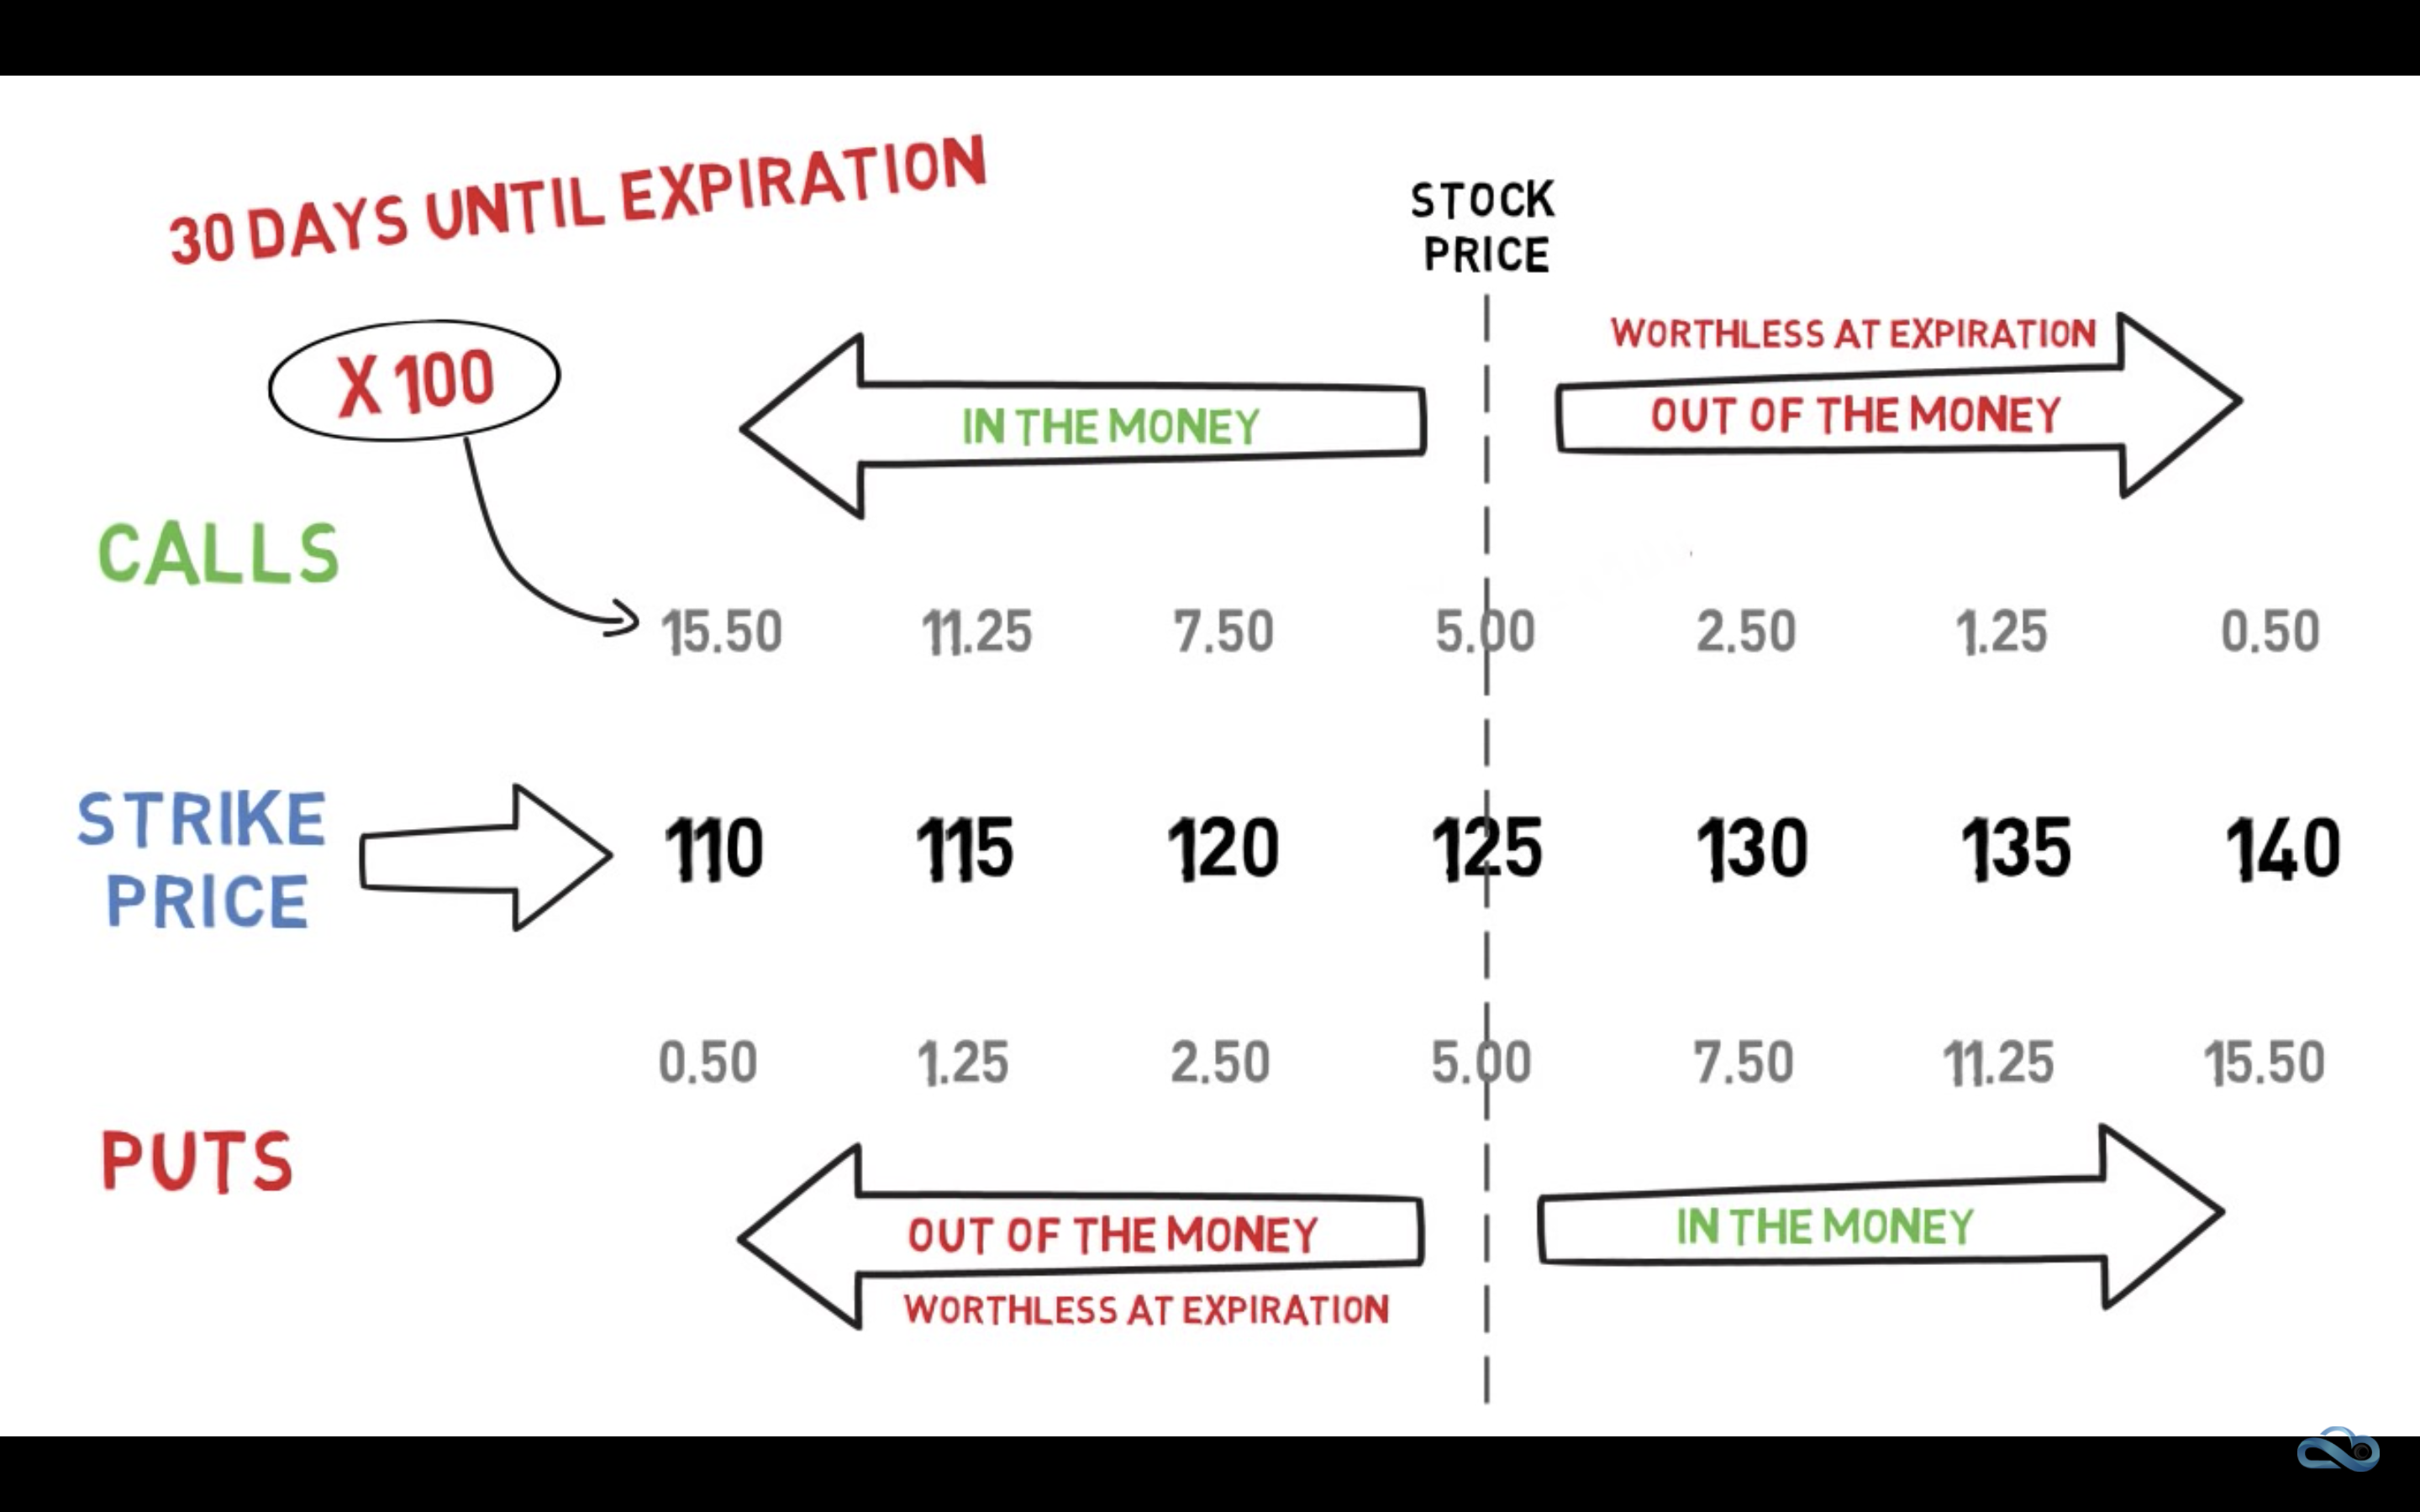 30 DAYS UNTIL EXPIRATION
STOCK
PRICE
X 100
WORTHLESS AT EXPIRATION
IN THE MONEY
OUT OF THE MONEY
CALLS
15.50 11.25 7.50 5.00 2.50 1.25 0.50
STRIKE
PRICE
110 115 120 125 130 135 140
0.50 1.25 2.50 5.00 7.50 11.25 15.50
PUTS
OUT OF THE MONEY
IN THE MONEY
WORTHLESS AT EXPIRATION